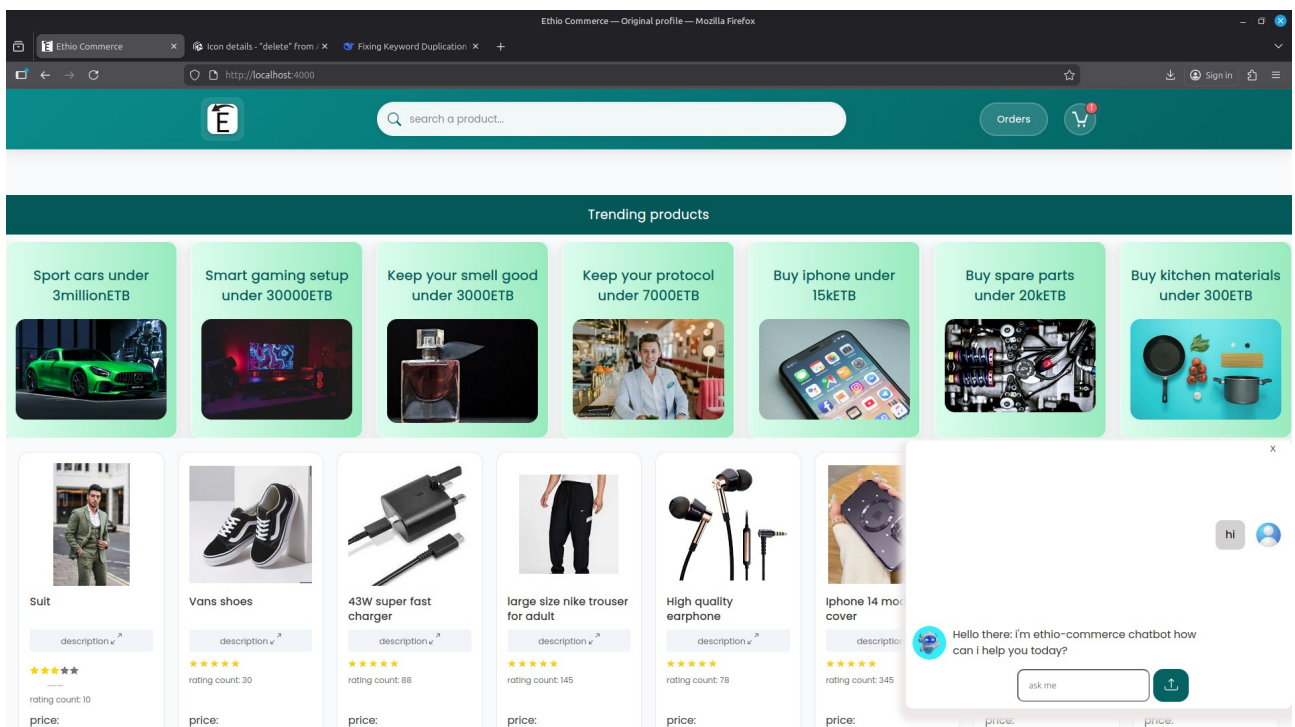 Ethio Commerce — Original profile — Mozilla Firefox
Ethio Commerce
Icon details - "delete" from
Fixing Keyword Duplication
http://localhost:4000
Sign in
E
search a product...
Orders
1
Trending products
Sport cars under
3millionETB
Smart gaming setup
under 30000ETB
Keep your smell good
under 3000ETB
Keep your protocol
under 7000ETB
Buy iphone under
15kETB
Buy spare parts
under 20kETB
Buy kitchen materials
under 300ETB
Suit
description
rating count: 10
price:
Vans shoes
description
rating count: 30
price:
43W super fast
charger
description
rating count: 88
price:
large size nike trouser
for adult
description
rating count: 145
price:
High quality
earphone
description
rating count: 78
price:
Iphone 14 mo
cover
description
rating count: 345
price:
price:
price:
x
hi
Hello there: i'm ethio-commerce chatbot how
can i help you today?
ask me